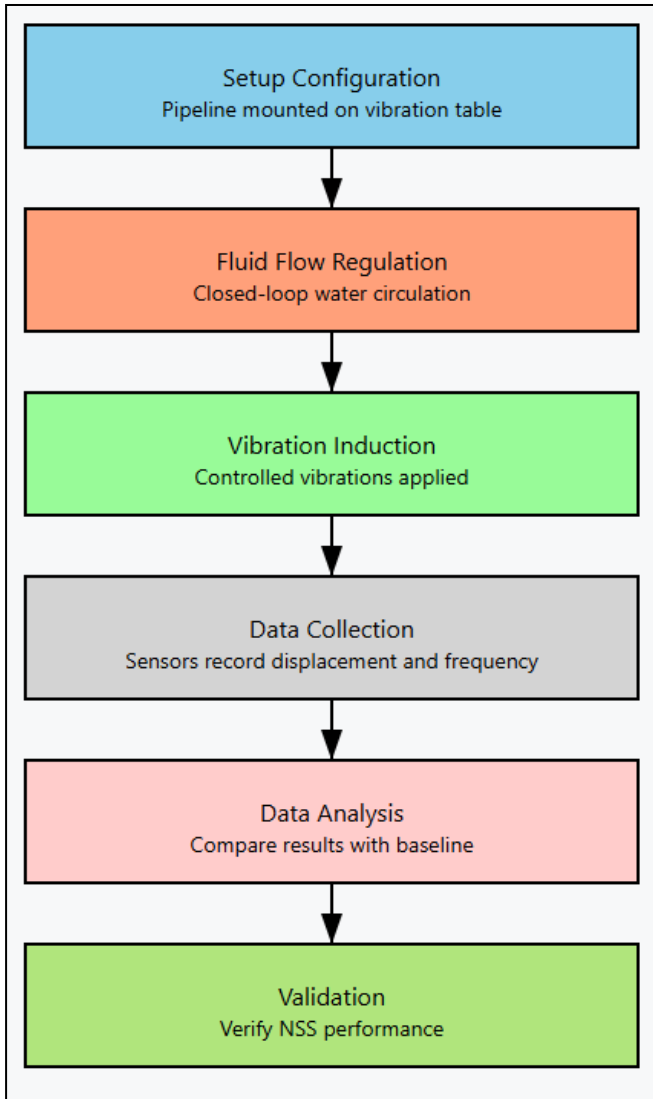 Setup Configuration
Pipeline mounted on vibration table
Fluid Flow Regulation
Closed-loop water circulation
Vibration Induction
Controlled vibrations applied
Data Collection
Sensors record displacement and frequency
Data Analysis
Compare results with baseline
Validation
Verify NSS performance